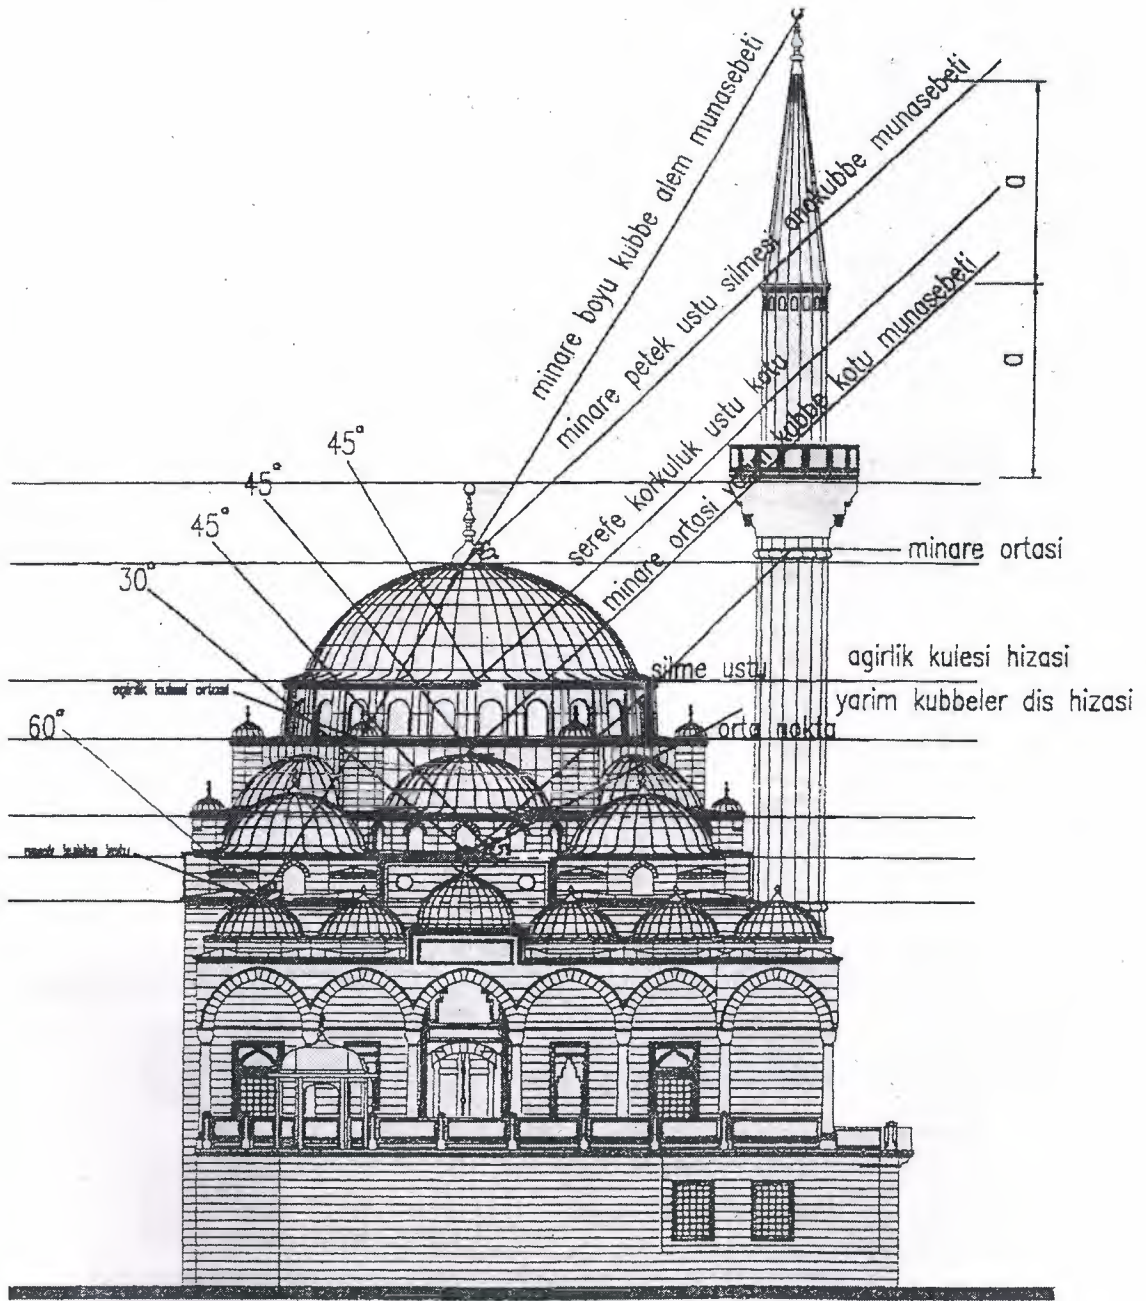 minare boyu kubbe alem munasebeti
minare petek ustu silmesi anakubbe munasebeti
a
a
serefe korkuluk ustu kotu
minare ortasi yarim kubbe kotu munasebeti
45°
45°
45°
30°
minare ortasi
silme ustu
agirlik kulesi hizasi
agirlik kulesi ortasi
yarim kubbeler dis hizasi
orta nokta
60°
kubbe kotu